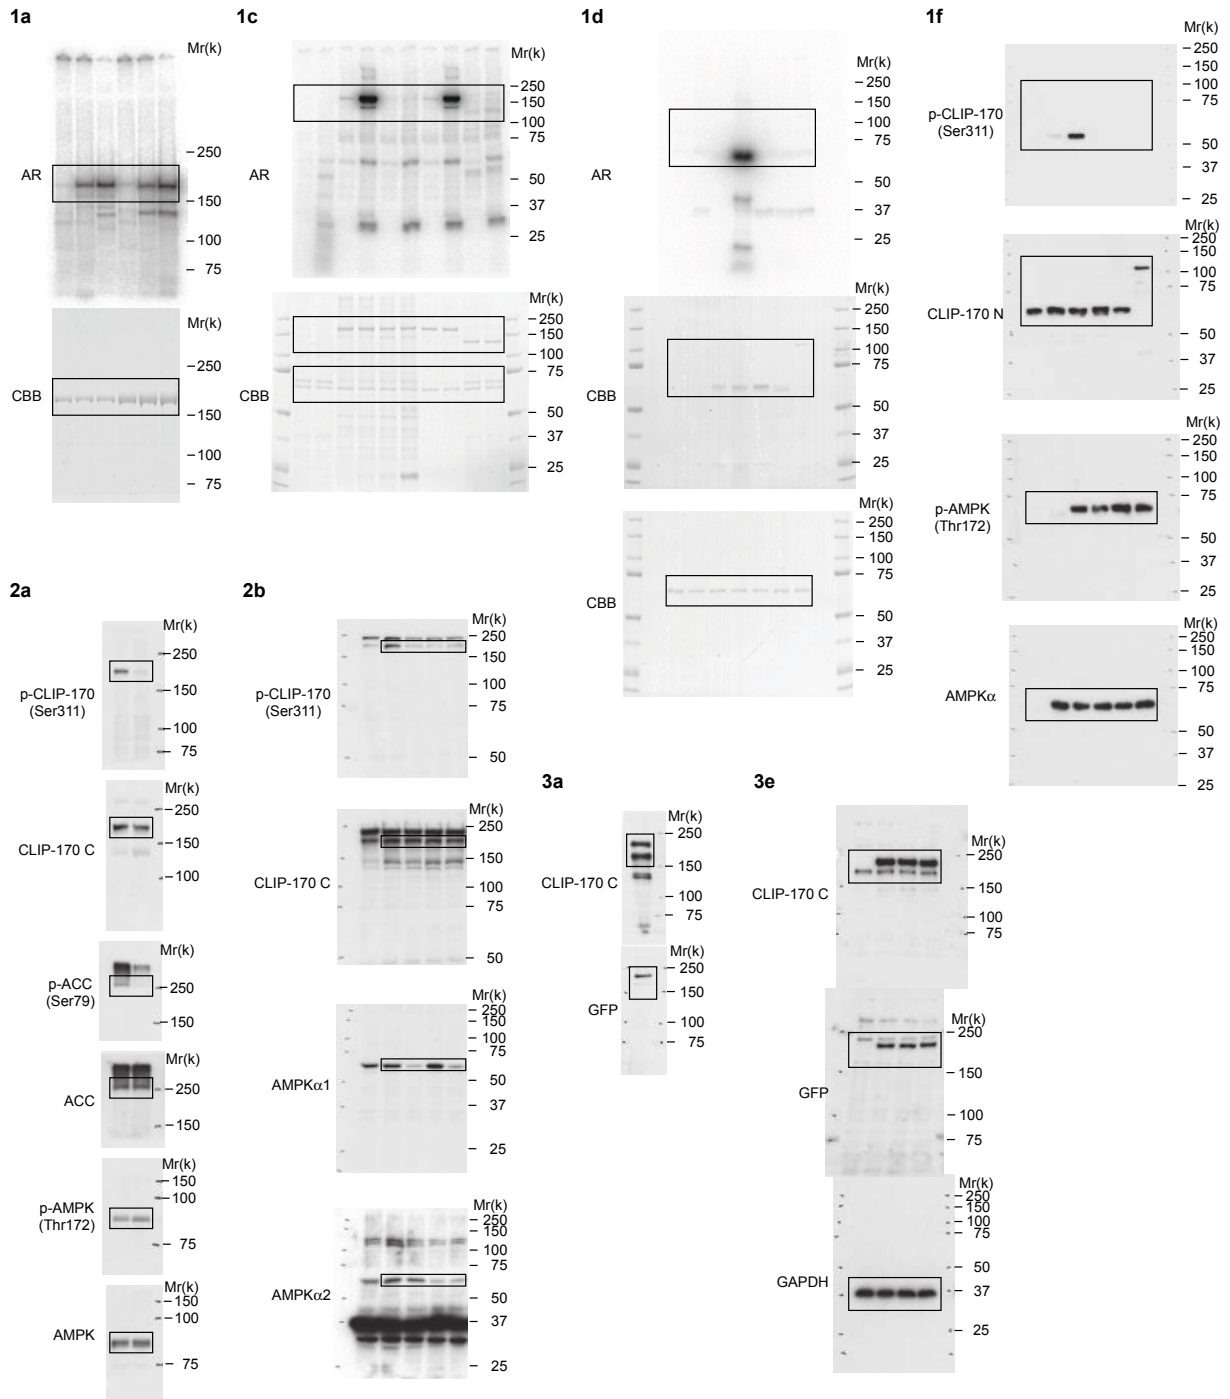 1a
Mr(k)
250
AR
150
100
75
Mr(k)
250
CBB
150
100
75
1c
Mr(k)
250
150
100
75
AR
50
37
25
Mr(k)
250
150
100
75
CBB
50
37
25
1d
Mr(k)
250
150
100
75
AR
50
37
25
Mr(k)
250
150
100
75
CBB
50
37
25
Mr(k)
250
150
100
75
CBB
50
37
25
1f
Mr(k)
250
150
100
75
p-CLIP-170
(Ser311)
50
37
25
Mr(k)
250
150
100
75
CLIP-170 N
50
37
25
Mr(k)
250
150
100
75
p-AMPK
(Thr172)
50
37
25
Mr(k)
250
150
100
75
AMPKα
50
37
25
2a
Mr(k)
250
p-CLIP-170
(Ser311)
150
100
75
Mr(k)
250
CLIP-170 C
150
100
Mr(k)
p-ACC
(Ser79)
250
150
Mr(k)
250
ACC
150
Mr(k)
150
100
p-AMPK
(Thr172)
75
Mr(k)
150
100
AMPK
75
2b
Mr(k)
250
150
p-CLIP-170
(Ser311)
100
75
50
Mr(k)
250
150
CLIP-170 C
100
75
50
Mr(k)
250
150
100
75
AMPKα1
50
37
25
Mr(k)
250
150
100
75
AMPKα2
50
37
25
3a
Mr(k)
250
150
CLIP-170 C
100
75
Mr(k)
250
150
GFP
100
75
3e
Mr(k)
250
150
CLIP-170 C
100
75
Mr(k)
250
150
GFP
100
75
Mr(k)
250
150
100
75
50
GAPDH
37
25